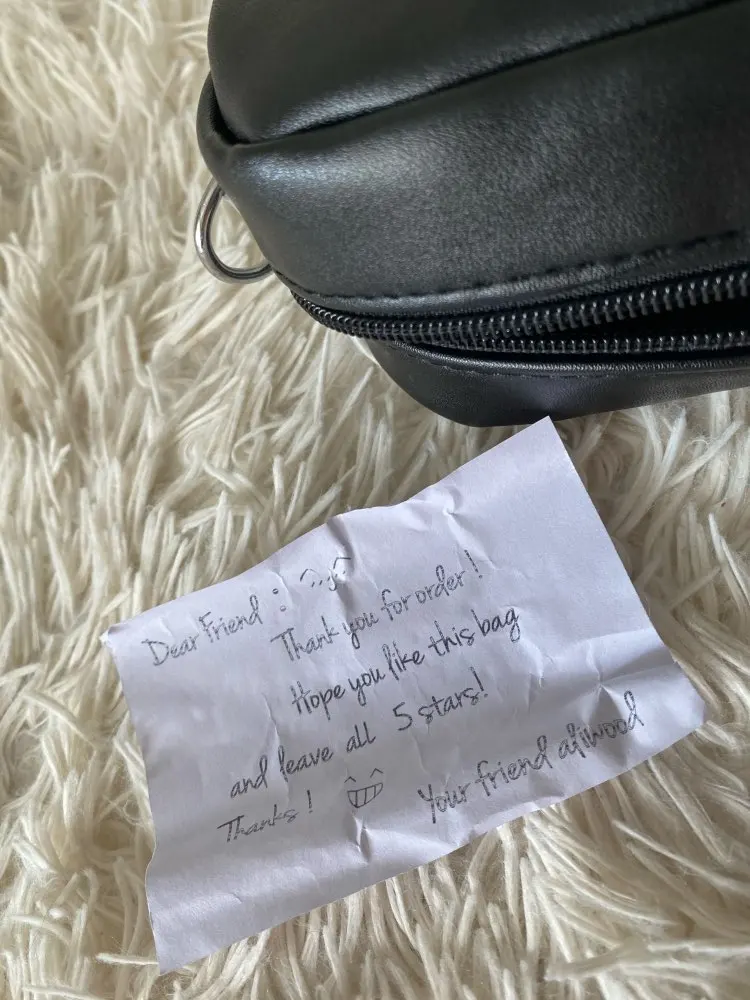 Dear Friend :
Thank you for order!
Hope you like this bag
and leave all 5 stars!
Thanks! Your friend aliwood